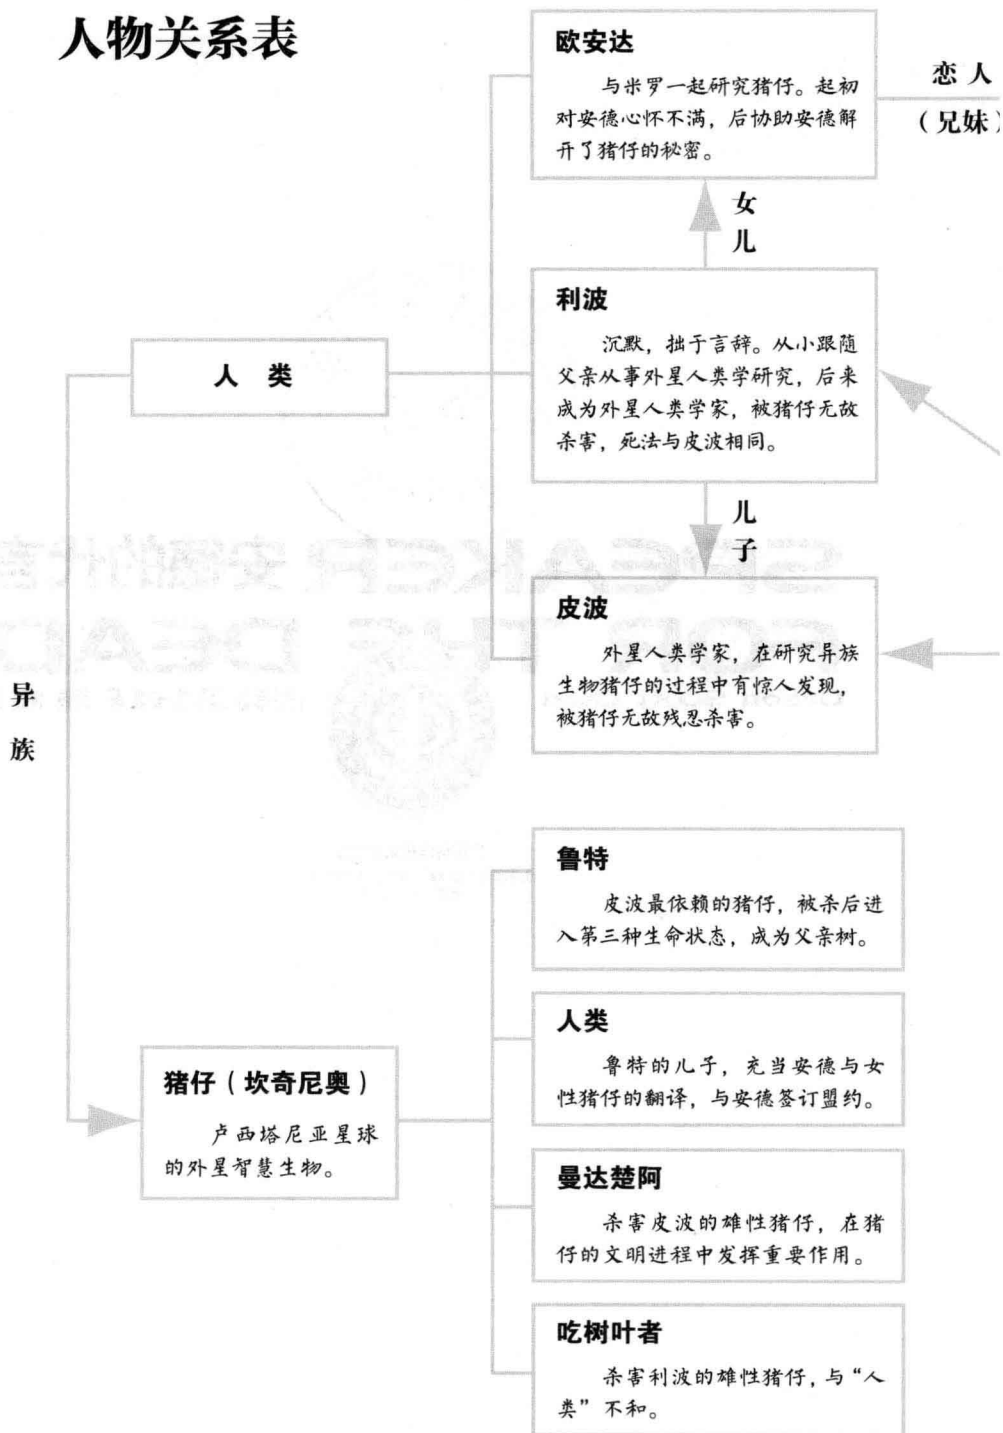 人物关系表
欧安达
与米罗一起研究猪仔。起初
对安德心怀不满，后协助安德解
开了猪仔的秘密。
恋人
（兄妹）
女
儿
利波
沉默，拙于言辞。从小跟随
父亲从事外星人类学研究，后来
成为外星人类学家，被猪仔无故
杀害，死法与皮波相同。
人 类
儿
子
皮波
外星人类学家，在研究异族
生物猪仔的过程中有惊人发现，
被猪仔无故残忍杀害。
异
族
鲁特
皮波最依赖的猪仔，被杀后进
入第三种生命状态，成为父亲树。
人类
鲁特的儿子，充当安德与女
性猪仔的翻译，与安德签订盟约。
猪仔（坎奇尼奥）
卢西塔尼亚星球
的外星智慧生物。
曼达楚阿
杀害皮波的雄性猪仔，在猪
仔的文明进程中发挥重要作用。
吃树叶者
杀害利波的雄性猪仔，与“人
类”不和。